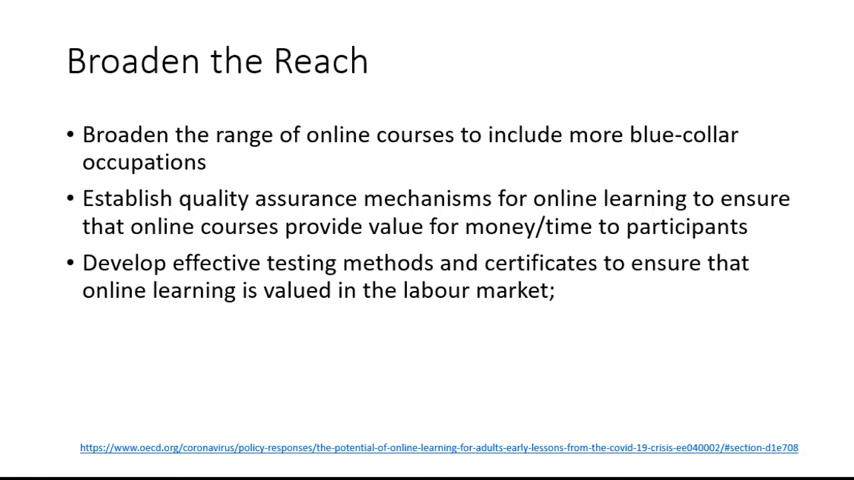 Broaden the Reach
• Broaden the range of online courses to include more blue-collar
occupations
• Establish quality assurance mechanisms for online learning to ensure
that online courses provide value for money/time to participants
• Develop effective testing methods and certificates to ensure that
online learning is valued in the labour market;
https://www.oecd.org/coronavirus/policy-responses/the-potential-of-online-learning-for-adults-early-lessons-from-the-covid-19-crisis-ee040002/#section-d1e708